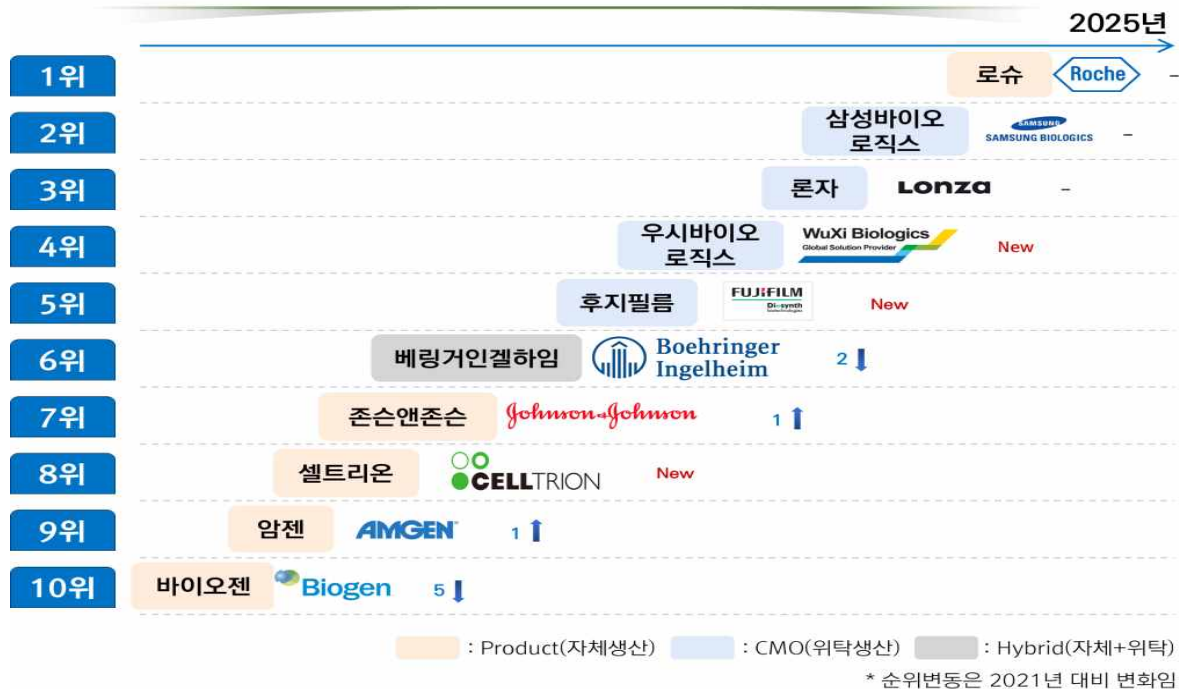 2025년
1위
로슈
Roche
-
2위
삼성바이오
로직스
SAMSUNG
SAMSUNG BIOLOGICS
-
3위
론자
Lonza
-
4위
우시바이오
로직스
WuXi Biologics
Global Solution Provider
New
5위
후지필름
FUJIFILM
Diosynth
biotechnologies
New
6위
베링거인겔하임
Boehringer
Ingelheim
2⬇
7위
존슨앤존슨
Johnson&Johnson
1⬆
8위
셀트리온
CELLTRION
New
9위
암젠
AMGEN
1⬆
10위
바이오젠
Biogen
5⬇
: Product(자체생산) : CMO(위탁생산) : Hybrid(자체+위탁)
* 순위변동은 2021년 대비 변화임